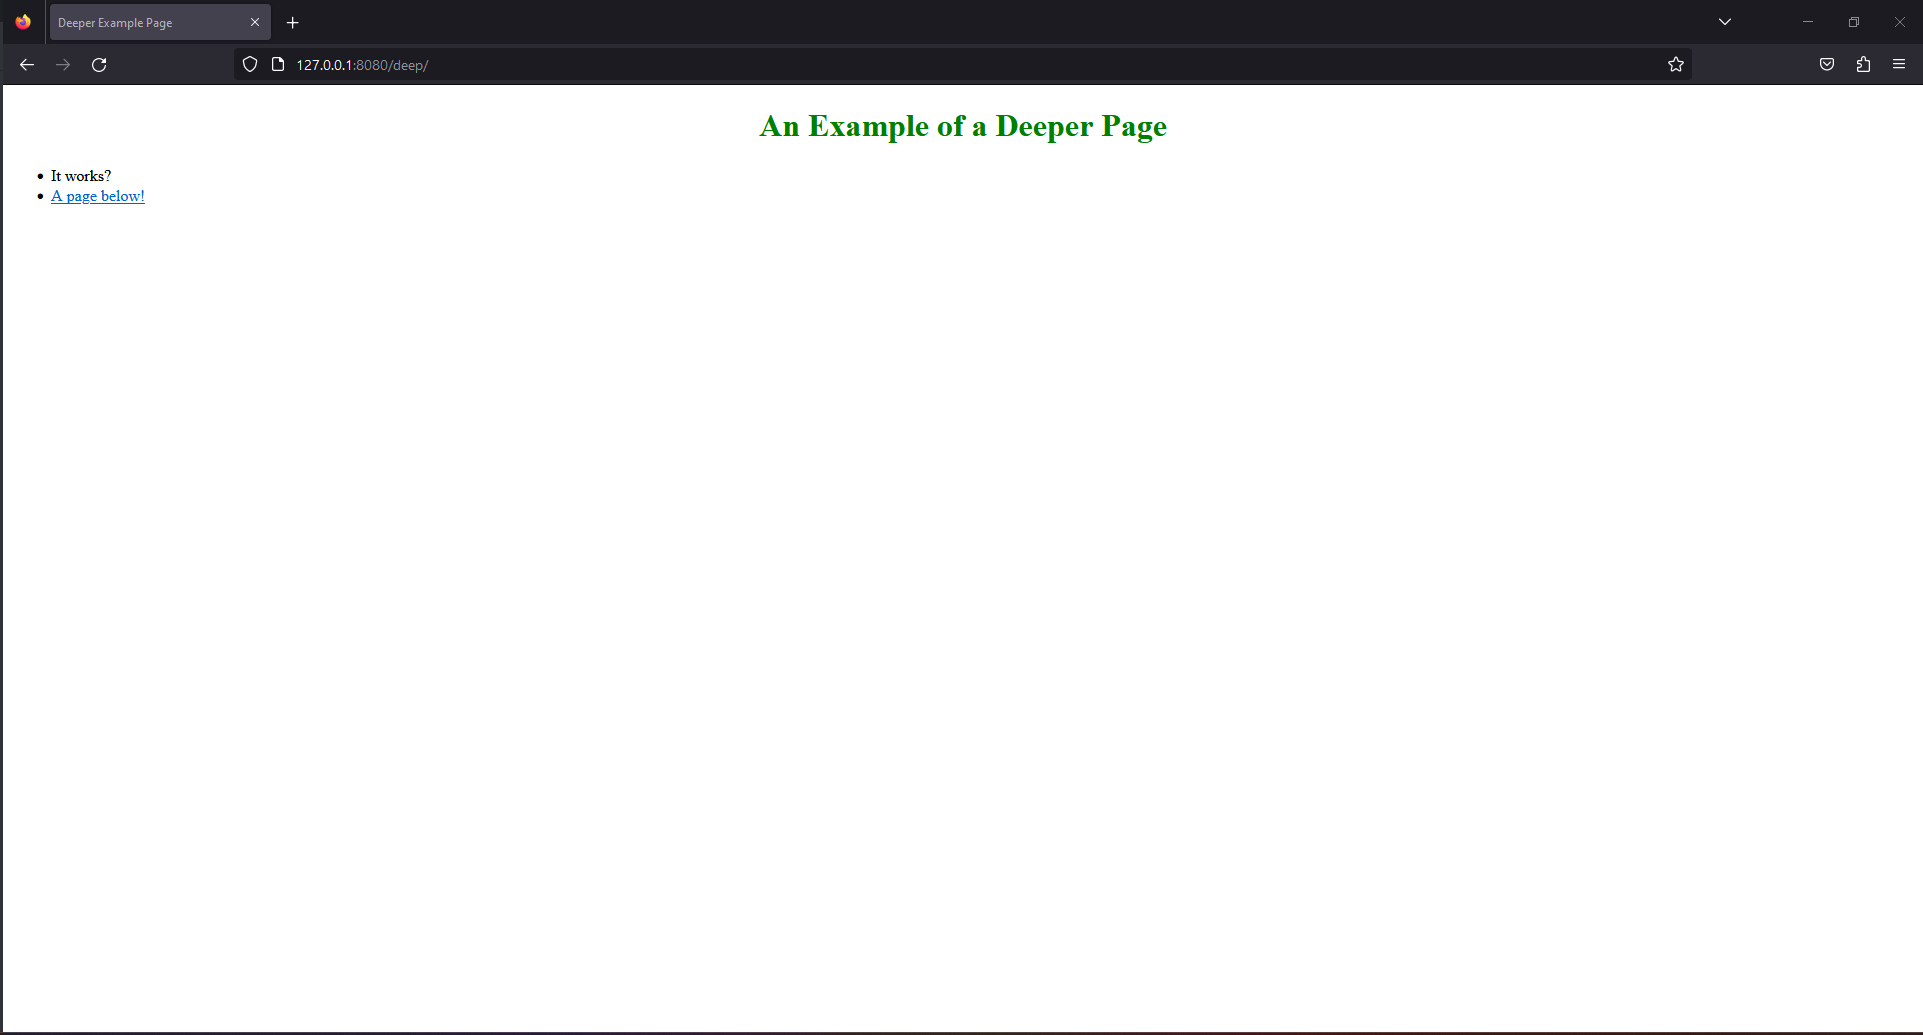 Deeper Example Page
127.0.0.1:8080/deep/
An Example of a Deeper Page
It works?
A page below!